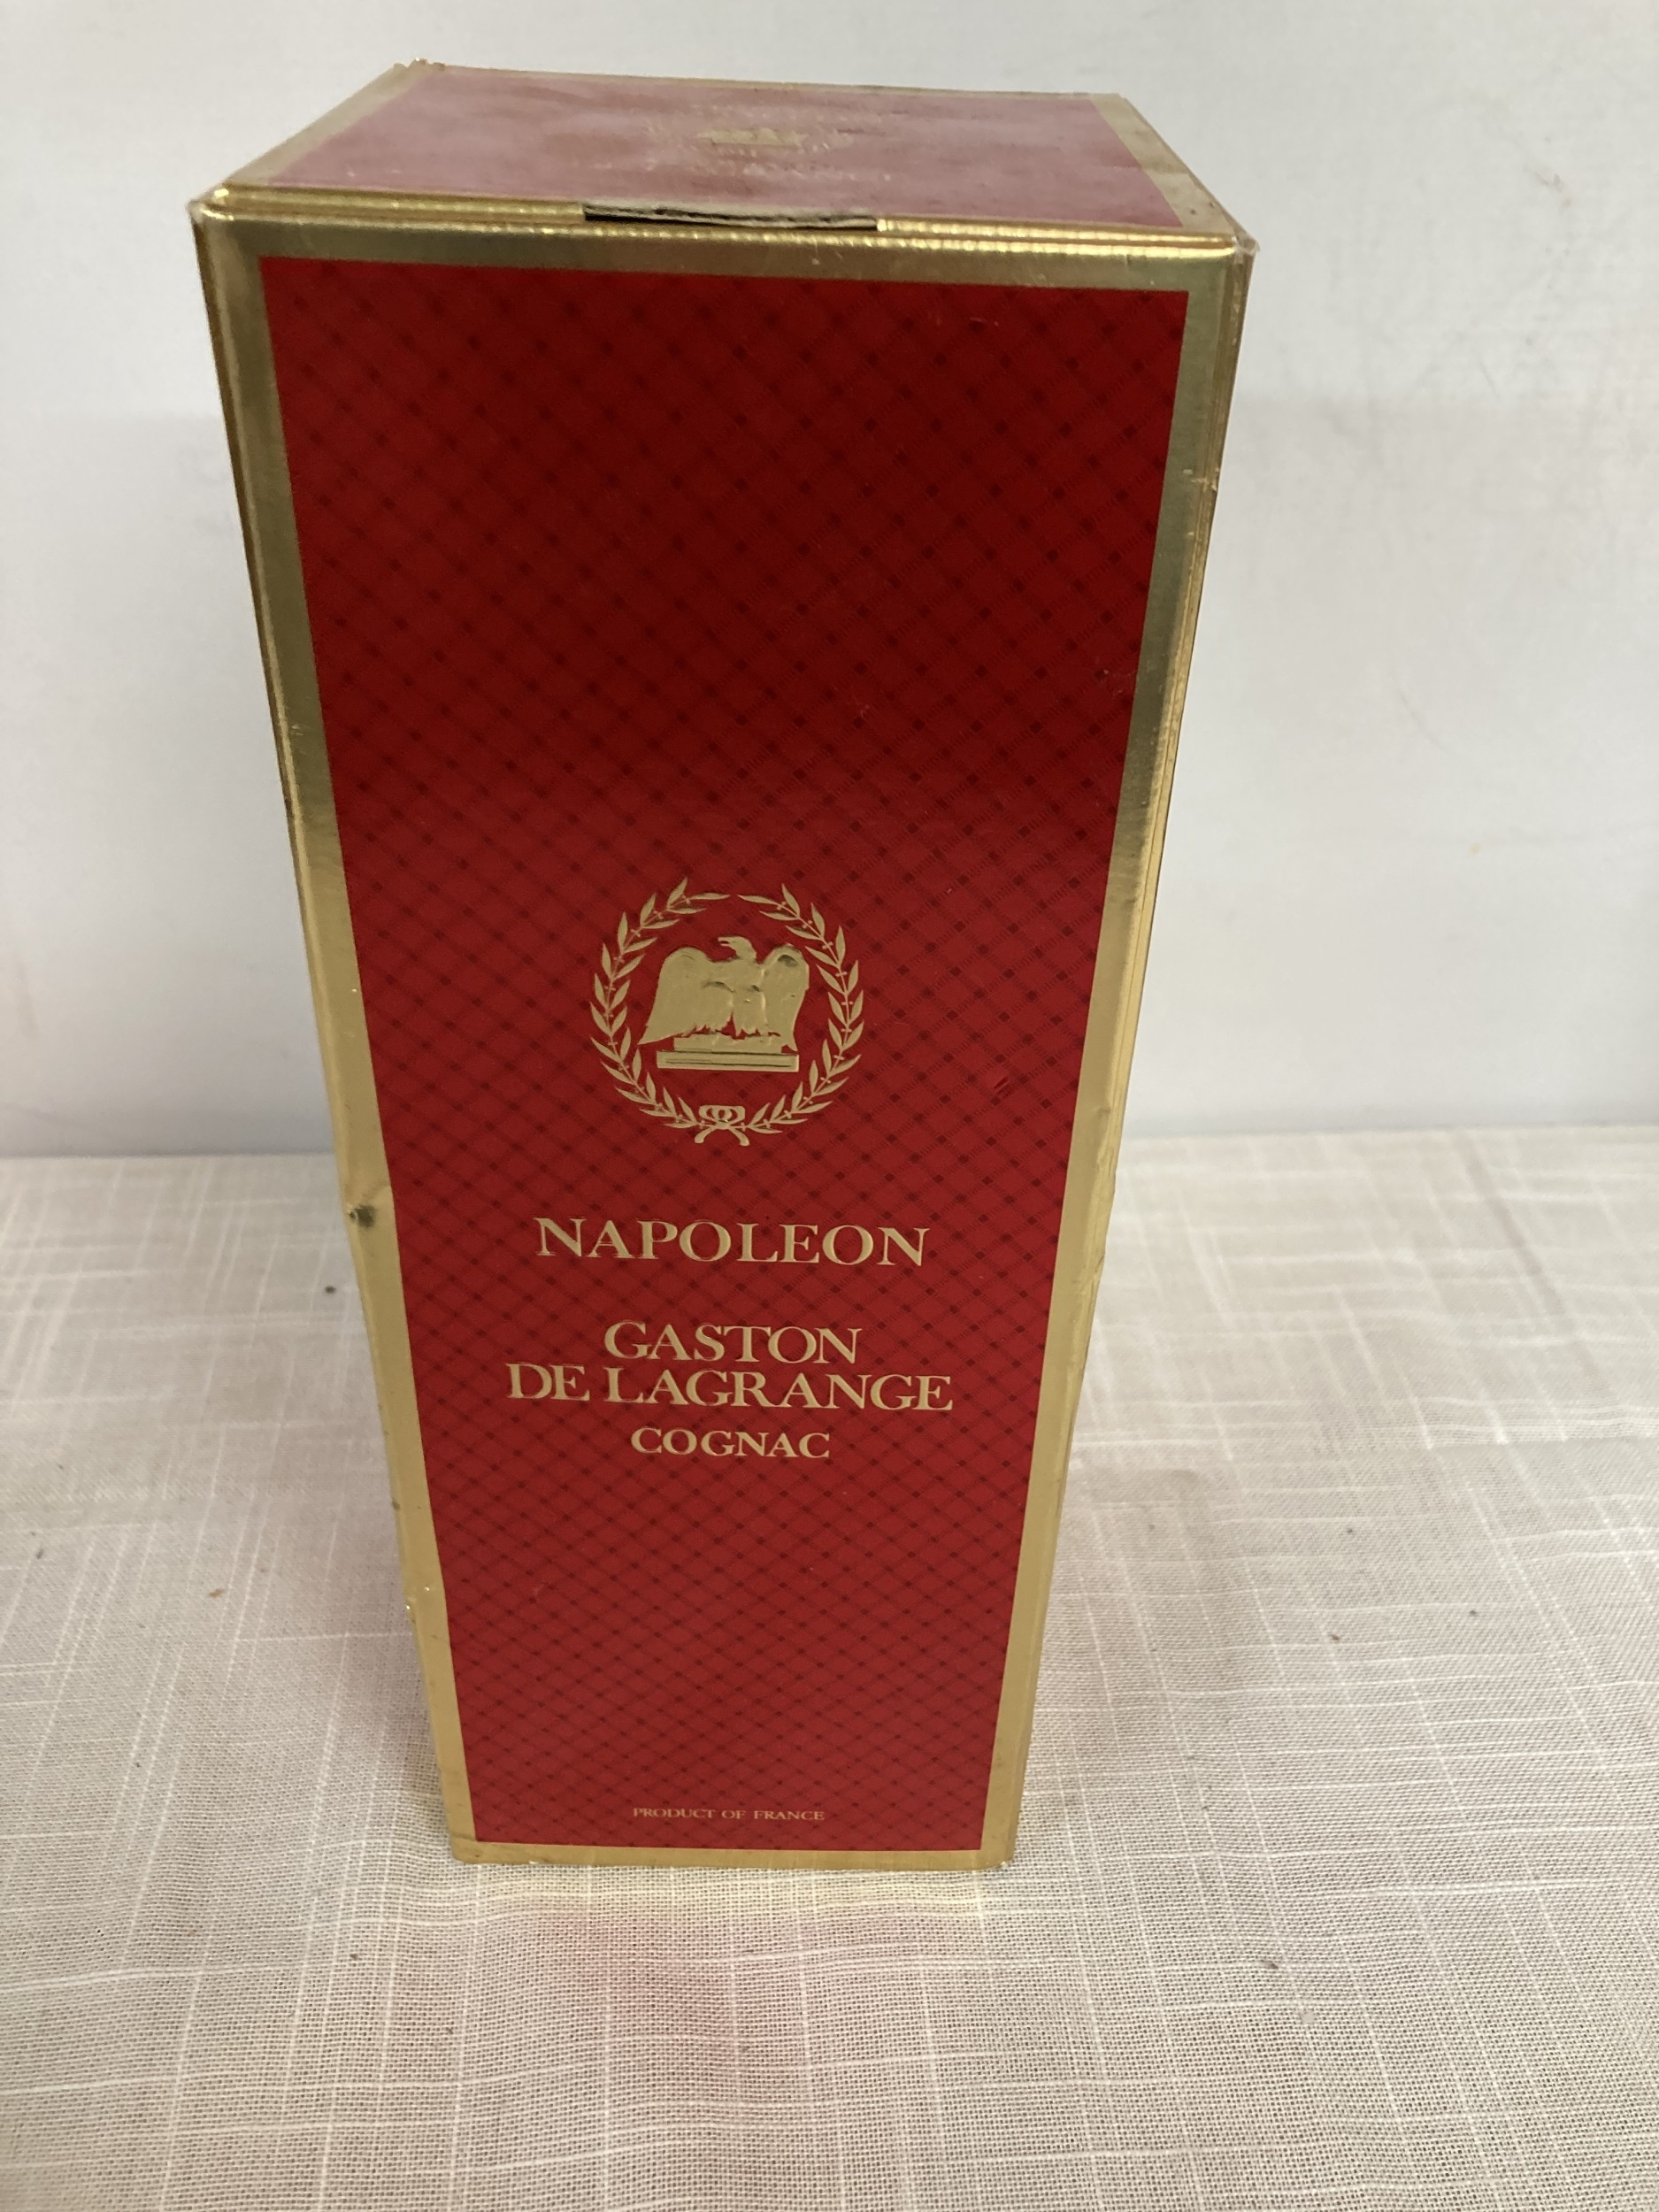 NAPOLEON
GASTON
DE LAGRANGE
COGNAC
PRODUCT OF FRANCE